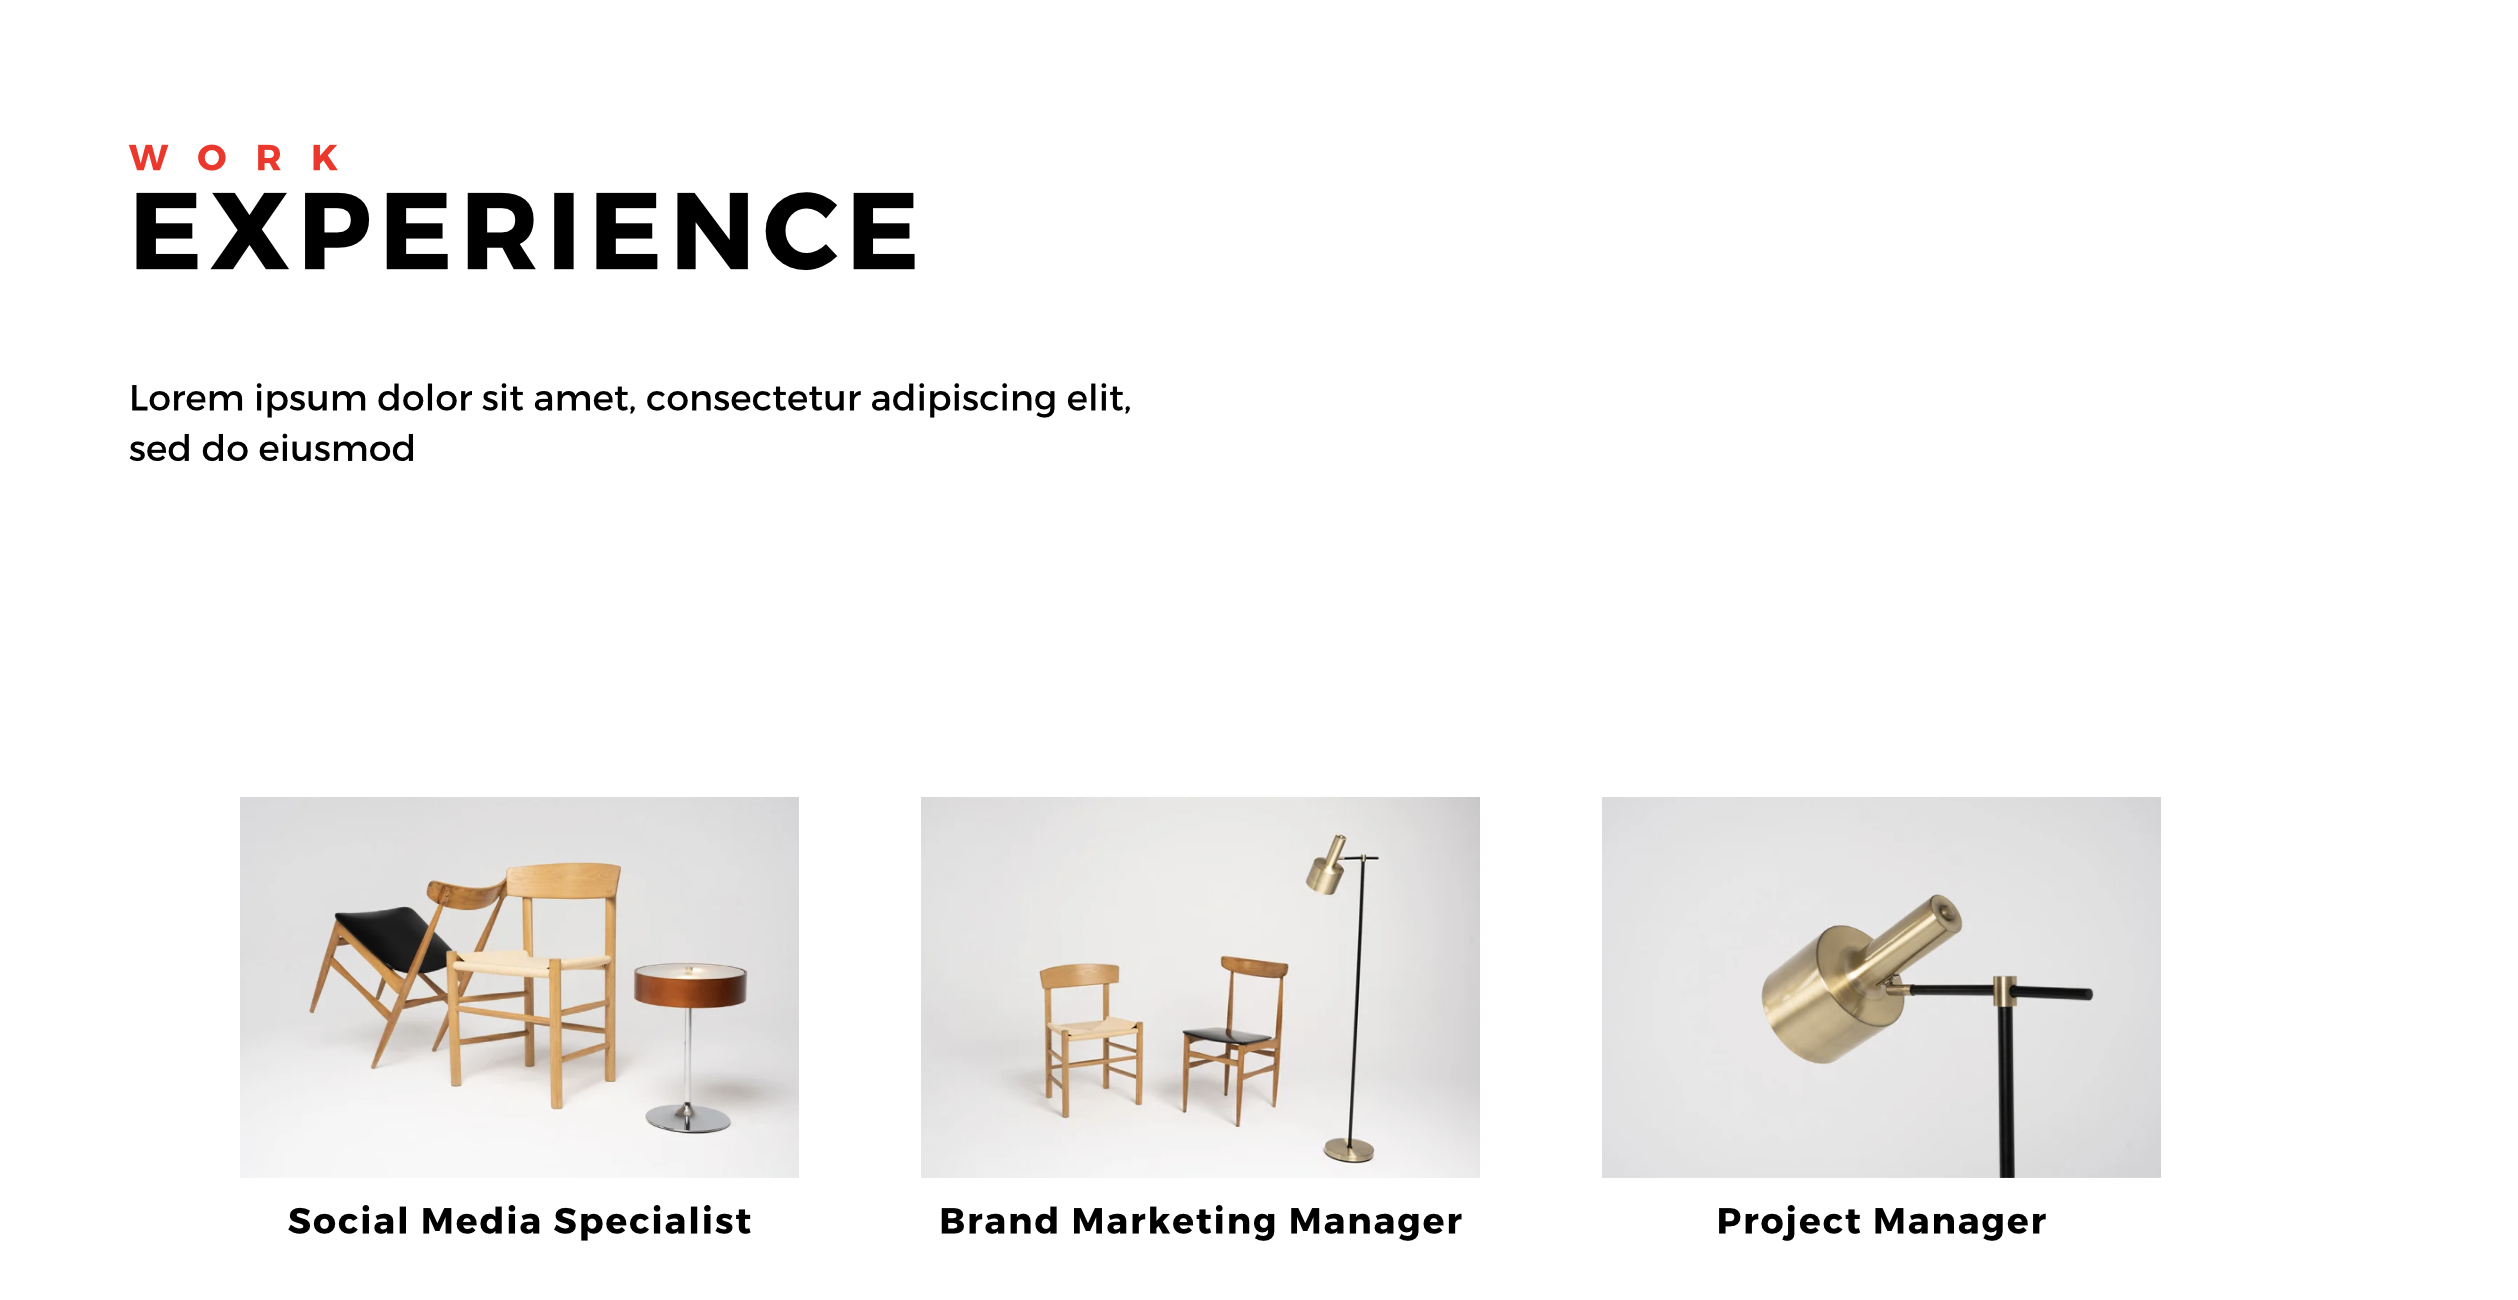 WORK
EXPERIENCE
Lorem ipsum dolor sit amet, consectetur adipiscing elit,
sed do eiusmod
Social Media Specialist
Brand Marketing Manager
Project Manager